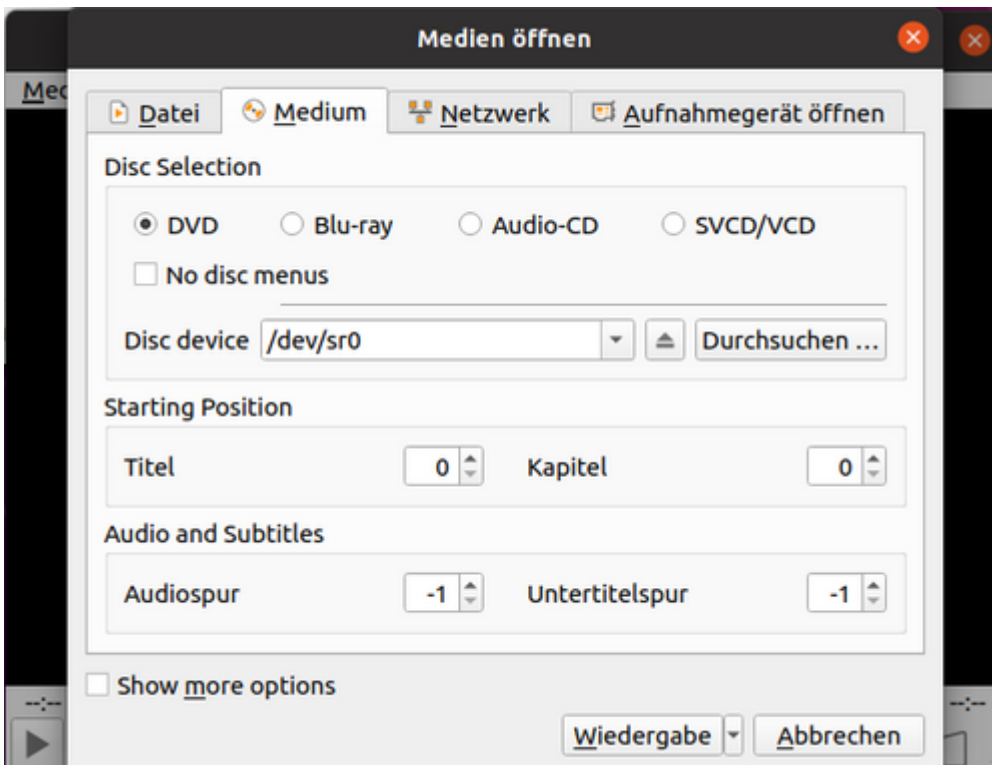 Medien öffnen
Med
Datei Medium Netzwerk Aufnahmegerät öffnen
Disc Selection
DVD Blu-ray Audio-CD SVCD/VCD
No disc menus
Disc device /dev/sr0 Durchsuchen ...
Starting Position
Titel 0 Kapitel 0
Audio and Subtitles
Audiospur -1 Untertitelspur -1
Show more options
--:-- --:--
Wiedergabe Abbrechen